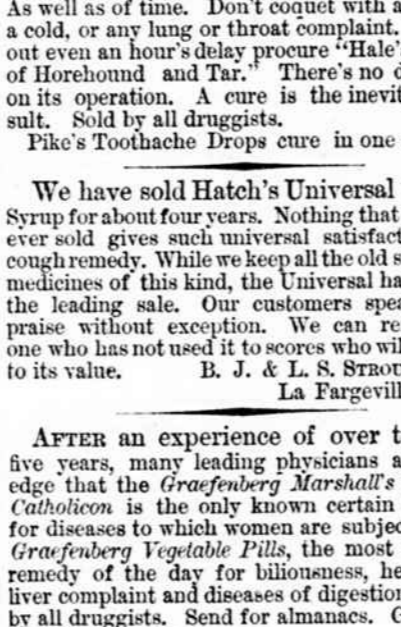 As well as of time. Don't coquet with a
a cold, or any lung or throat complaint.
out even an hour's delay procure "Hale'
of Horehound and Tar." There's no d
on its operation. A cure is the inevit
sult. Sold by all druggists.
Pike's Toothache Drops cure in one
We have sold Hatch's Universal
Syrup for about four years. Nothing that
ever sold gives such universal satisfact
cough remedy. While we keep all the old s
medicines of this kind, the Universal ha
the leading sale. Our customers spea
praise without exception. We can re
one who has not used it to scores who wil
to its value. B. J. & L. S. STROU
La Fargevill
AFTER an experience of over t
five years, many leading physicians a
edge that the Graefenberg Marshall's
Catholicon is the only known certain
for diseases to which women are subjec
Graefenberg Vegetable Pills, the most
remedy of the day for biliousness, he
liver complaint and diseases of digestion
by all druggists. Send for almanacs. G